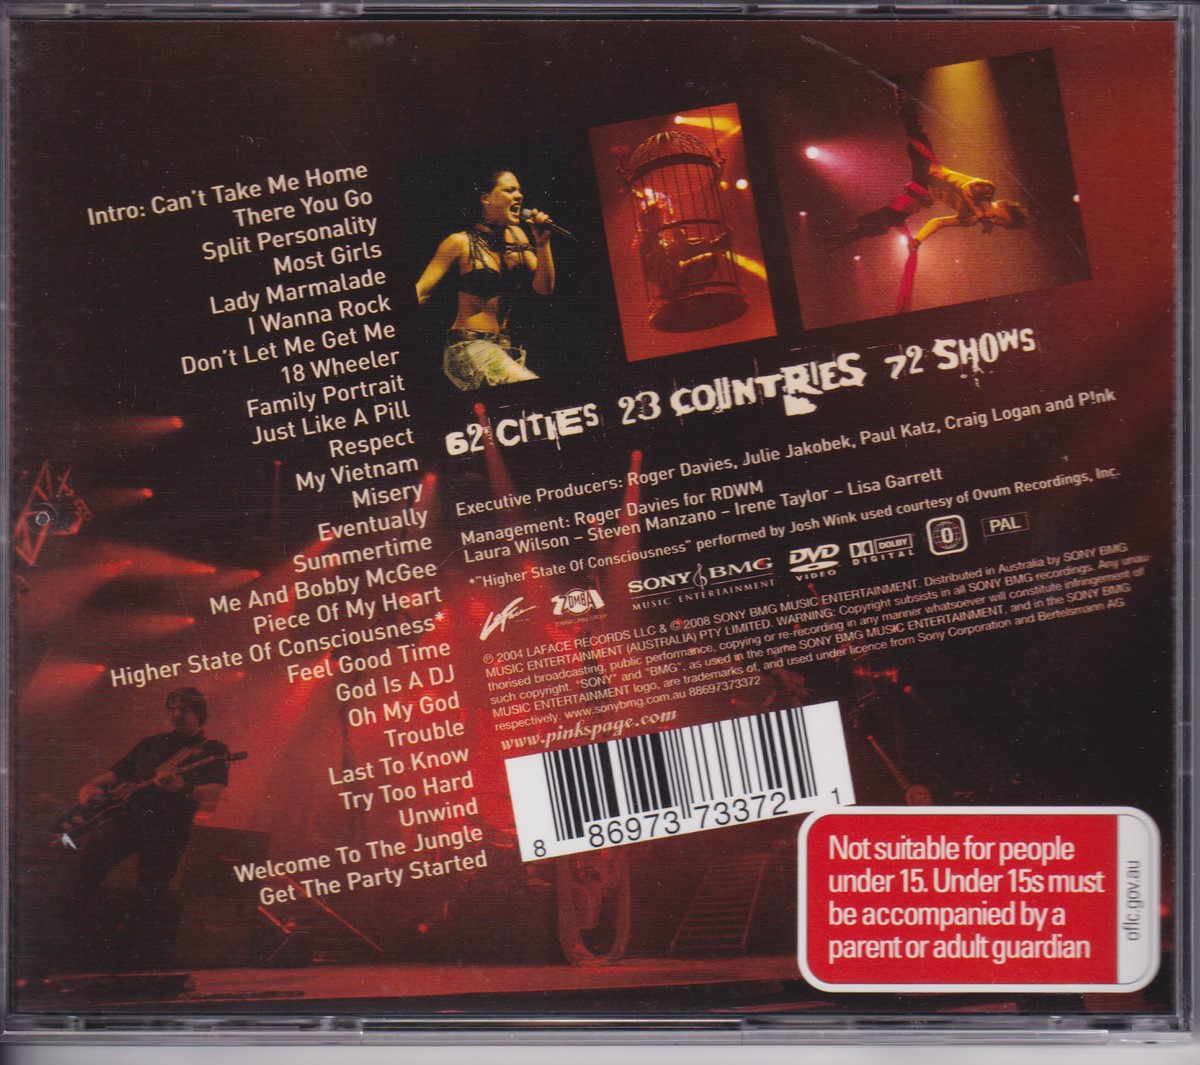 Intro: Can't Take Me Home
There You Go
Split Personality
Most Girls
Lady Marmalade
I Wanna Rock
Don't Let Me Get Me
18 Wheeler
Family Portrait
Just Like A Pill
Respect
My Vietnam
Misery
Eventually
Summertime
Me And Bobby McGee
Piece Of My Heart
Higher State Of Consciousness*
Feel Good Time
God Is A DJ
Oh My God
Trouble
Last To Know
Try Too Hard
Unwind
Welcome To The Jungle
Get The Party Started
62 CITIES 23 COUNTRIES 72 SHOWS
Executive Producers: Roger Davies, Julie Jakobek, Paul Katz, Craig Logan and P!nk
Management: Roger Davies for RDWM
Laura Wilson – Steven Manzano – Irene Taylor – Lisa Garrett
*"Higher State Of Consciousness" performed by Josh Wink used courtesy of Ovum Recordings, Inc.
LaFace
ZOMBA
SONY BMG
MUSIC ENTERTAINMENT
DVD
VIDEO
DOLBY
DIGITAL
0
PAL
℗ 2004 LAFACE RECORDS LLC & © 2008 SONY BMG MUSIC ENTERTAINMENT. Distributed in Australia by SONY BMG
MUSIC ENTERTAINMENT (AUSTRALIA) PTY LIMITED. WARNING: Copyright subsists in all SONY BMG recordings. Any unau-
thorised broadcasting, public performance, copying or re-recording in any manner whatsoever will constitute infringement of
such copyright. "SONY" and "BMG", as used in the name SONY BMG MUSIC ENTERTAINMENT, and in the SONY BMG
MUSIC ENTERTAINMENT logo, are trademarks of, and used under licence from Sony Corporation and Bertelsmann AG
respectively. www.sonybmg.com.au 88697373372
www.pinkspage.com
8 86973 73372 1
Not suitable for people
under 15. Under 15s must
be accompanied by a
parent or adult guardian
oflc.gov.au